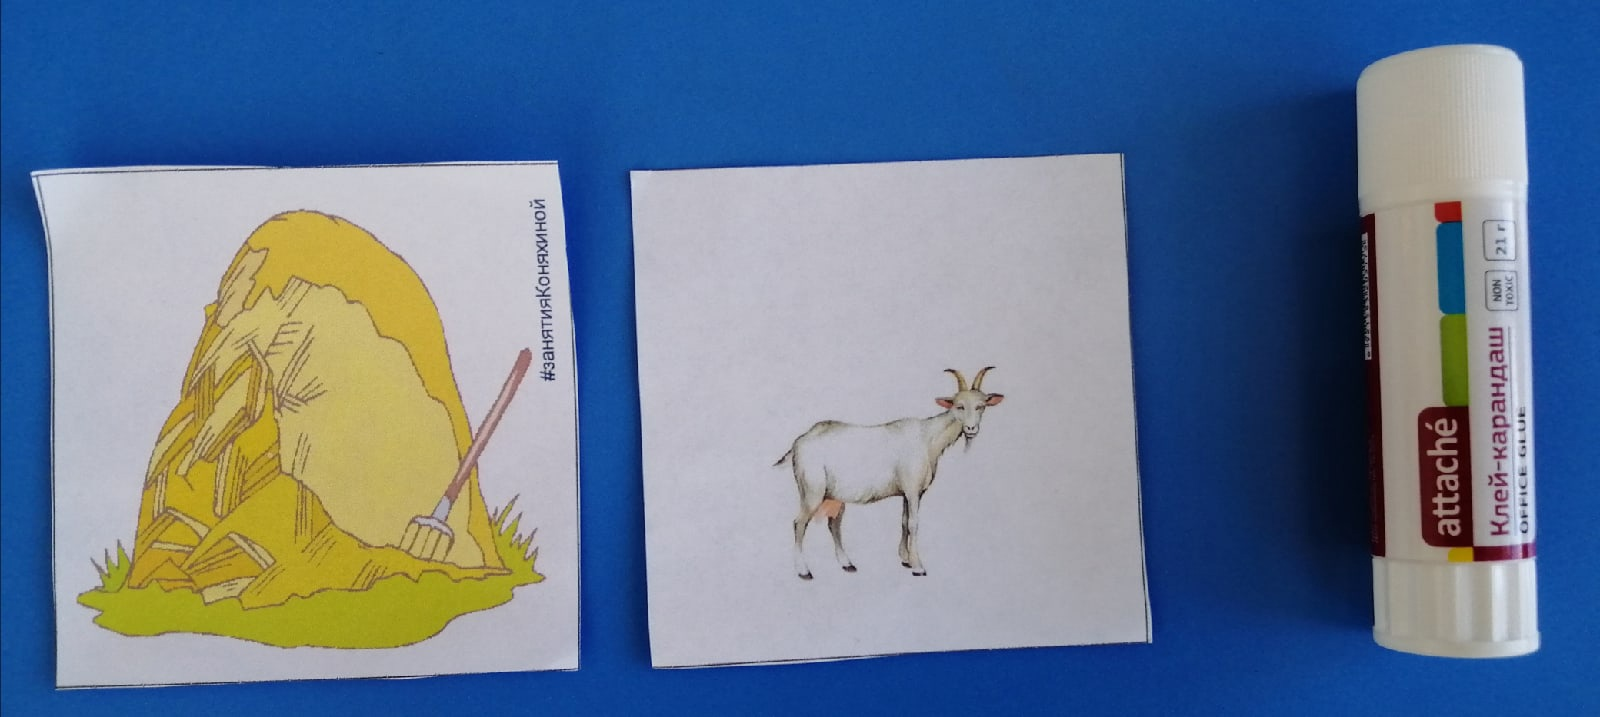 #занятияКоняхиной
attaché
Клей-карандаш
OFFICE GLUE
NON
TOXIC
21 г